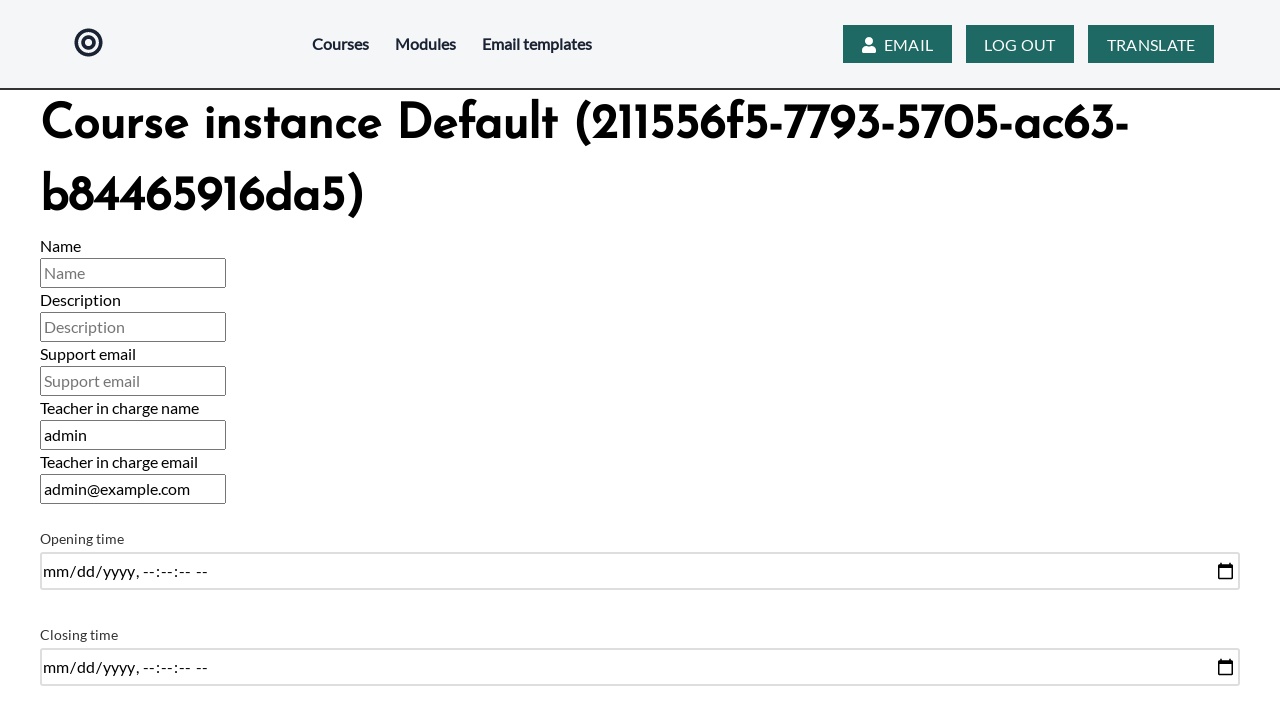 Courses
Modules
Email templates
EMAIL
LOG OUT
TRANSLATE
Course instance Default (211556f5-7793-5705-ac63-
b84465916da5)
Name
Name
Description
Description
Support email
Support email
Teacher in charge name
admin
Teacher in charge email
admin@example.com
Opening time
mm/dd/yyyy, --:--:-- --
Closing time
mm/dd/yyyy, --:--:-- --